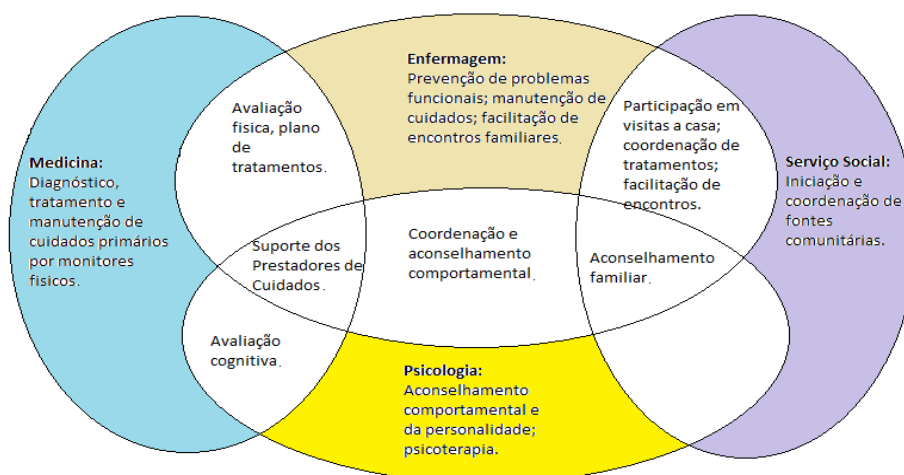 Enfermagem:
Prevenção de problemas
funcionais; manutenção de
cuidados; facilitação de
encontros familiares.
Avaliação
fisica, plano
de
tratamentos.
Participação em
visitas a casa;
coordenação de
tratamentos;
facilitação de
encontros.
Medicina:
Diagnóstico,
tratamento e
manutenção de
cuidados primários
por monitores
fisicos.
Serviço Social:
Iniciação e
coordenação de
fontes
comunitárias.
Suporte dos
Prestadores de
Cuidados.
Coordenação e
aconselhamento
comportamental.
Aconselhamento
familiar.
Avaliação
cognitiva.
Psicologia:
Aconselhamento
comportamental e
da personalidade;
psicoterapia.